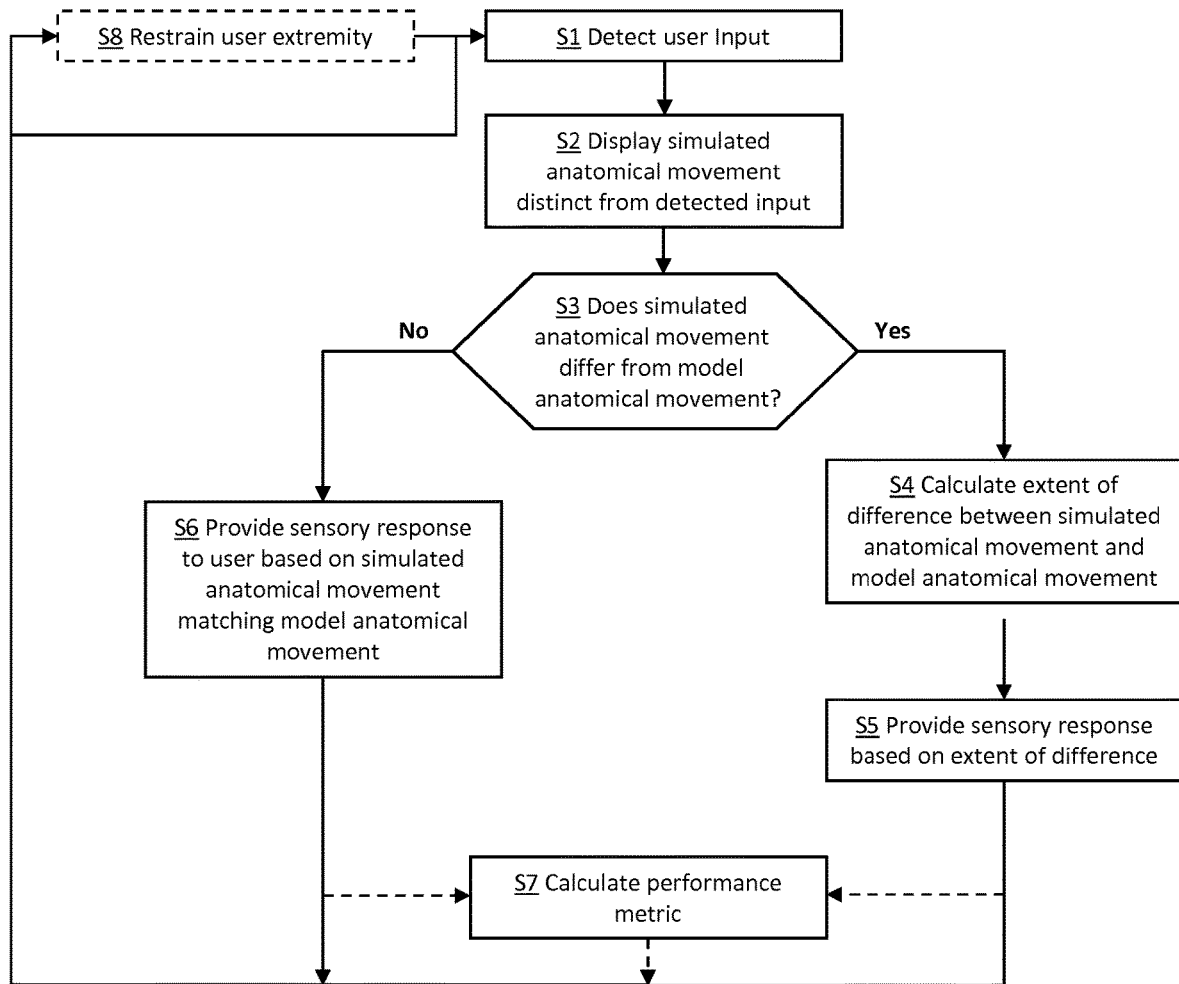 S8 Restrain user extremity
S1 Detect user Input
S2 Display simulated
anatomical movement
distinct from detected input
S3 Does simulated
anatomical movement
differ from model
anatomical movement?
No
Yes
S6 Provide sensory response
to user based on simulated
anatomical movement
matching model anatomical
movement
S4 Calculate extent of
difference between simulated
anatomical movement and
model anatomical movement
S5 Provide sensory response
based on extent of difference
S7 Calculate performance
metric